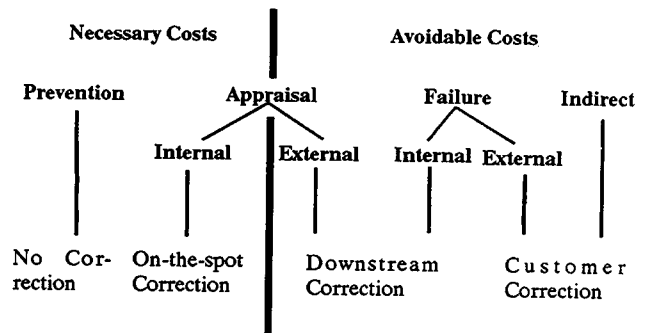 Necessary Costs
Avoidable Costs
Prevention
Appraisal
Failure
Indirect
Internal
External
Internal
External
No Cor-
rection
On-the-spot
Correction
Downstream
Correction
Customer
Correction